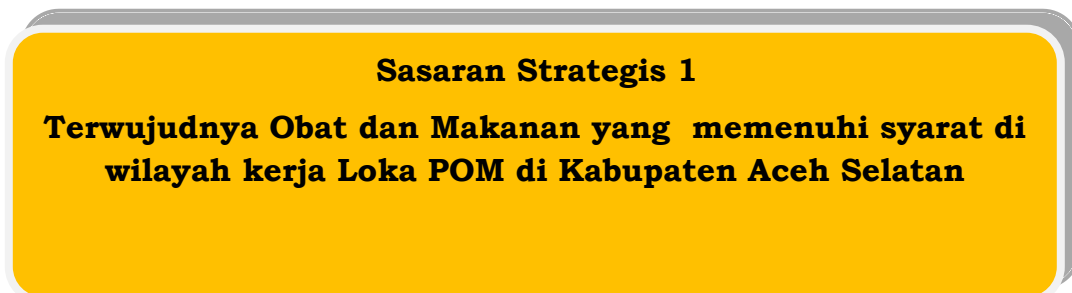 Sasaran Strategis 1
Terwujudnya Obat dan Makanan yang  memenuhi syarat di
wilayah kerja Loka POM di Kabupaten Aceh Selatan